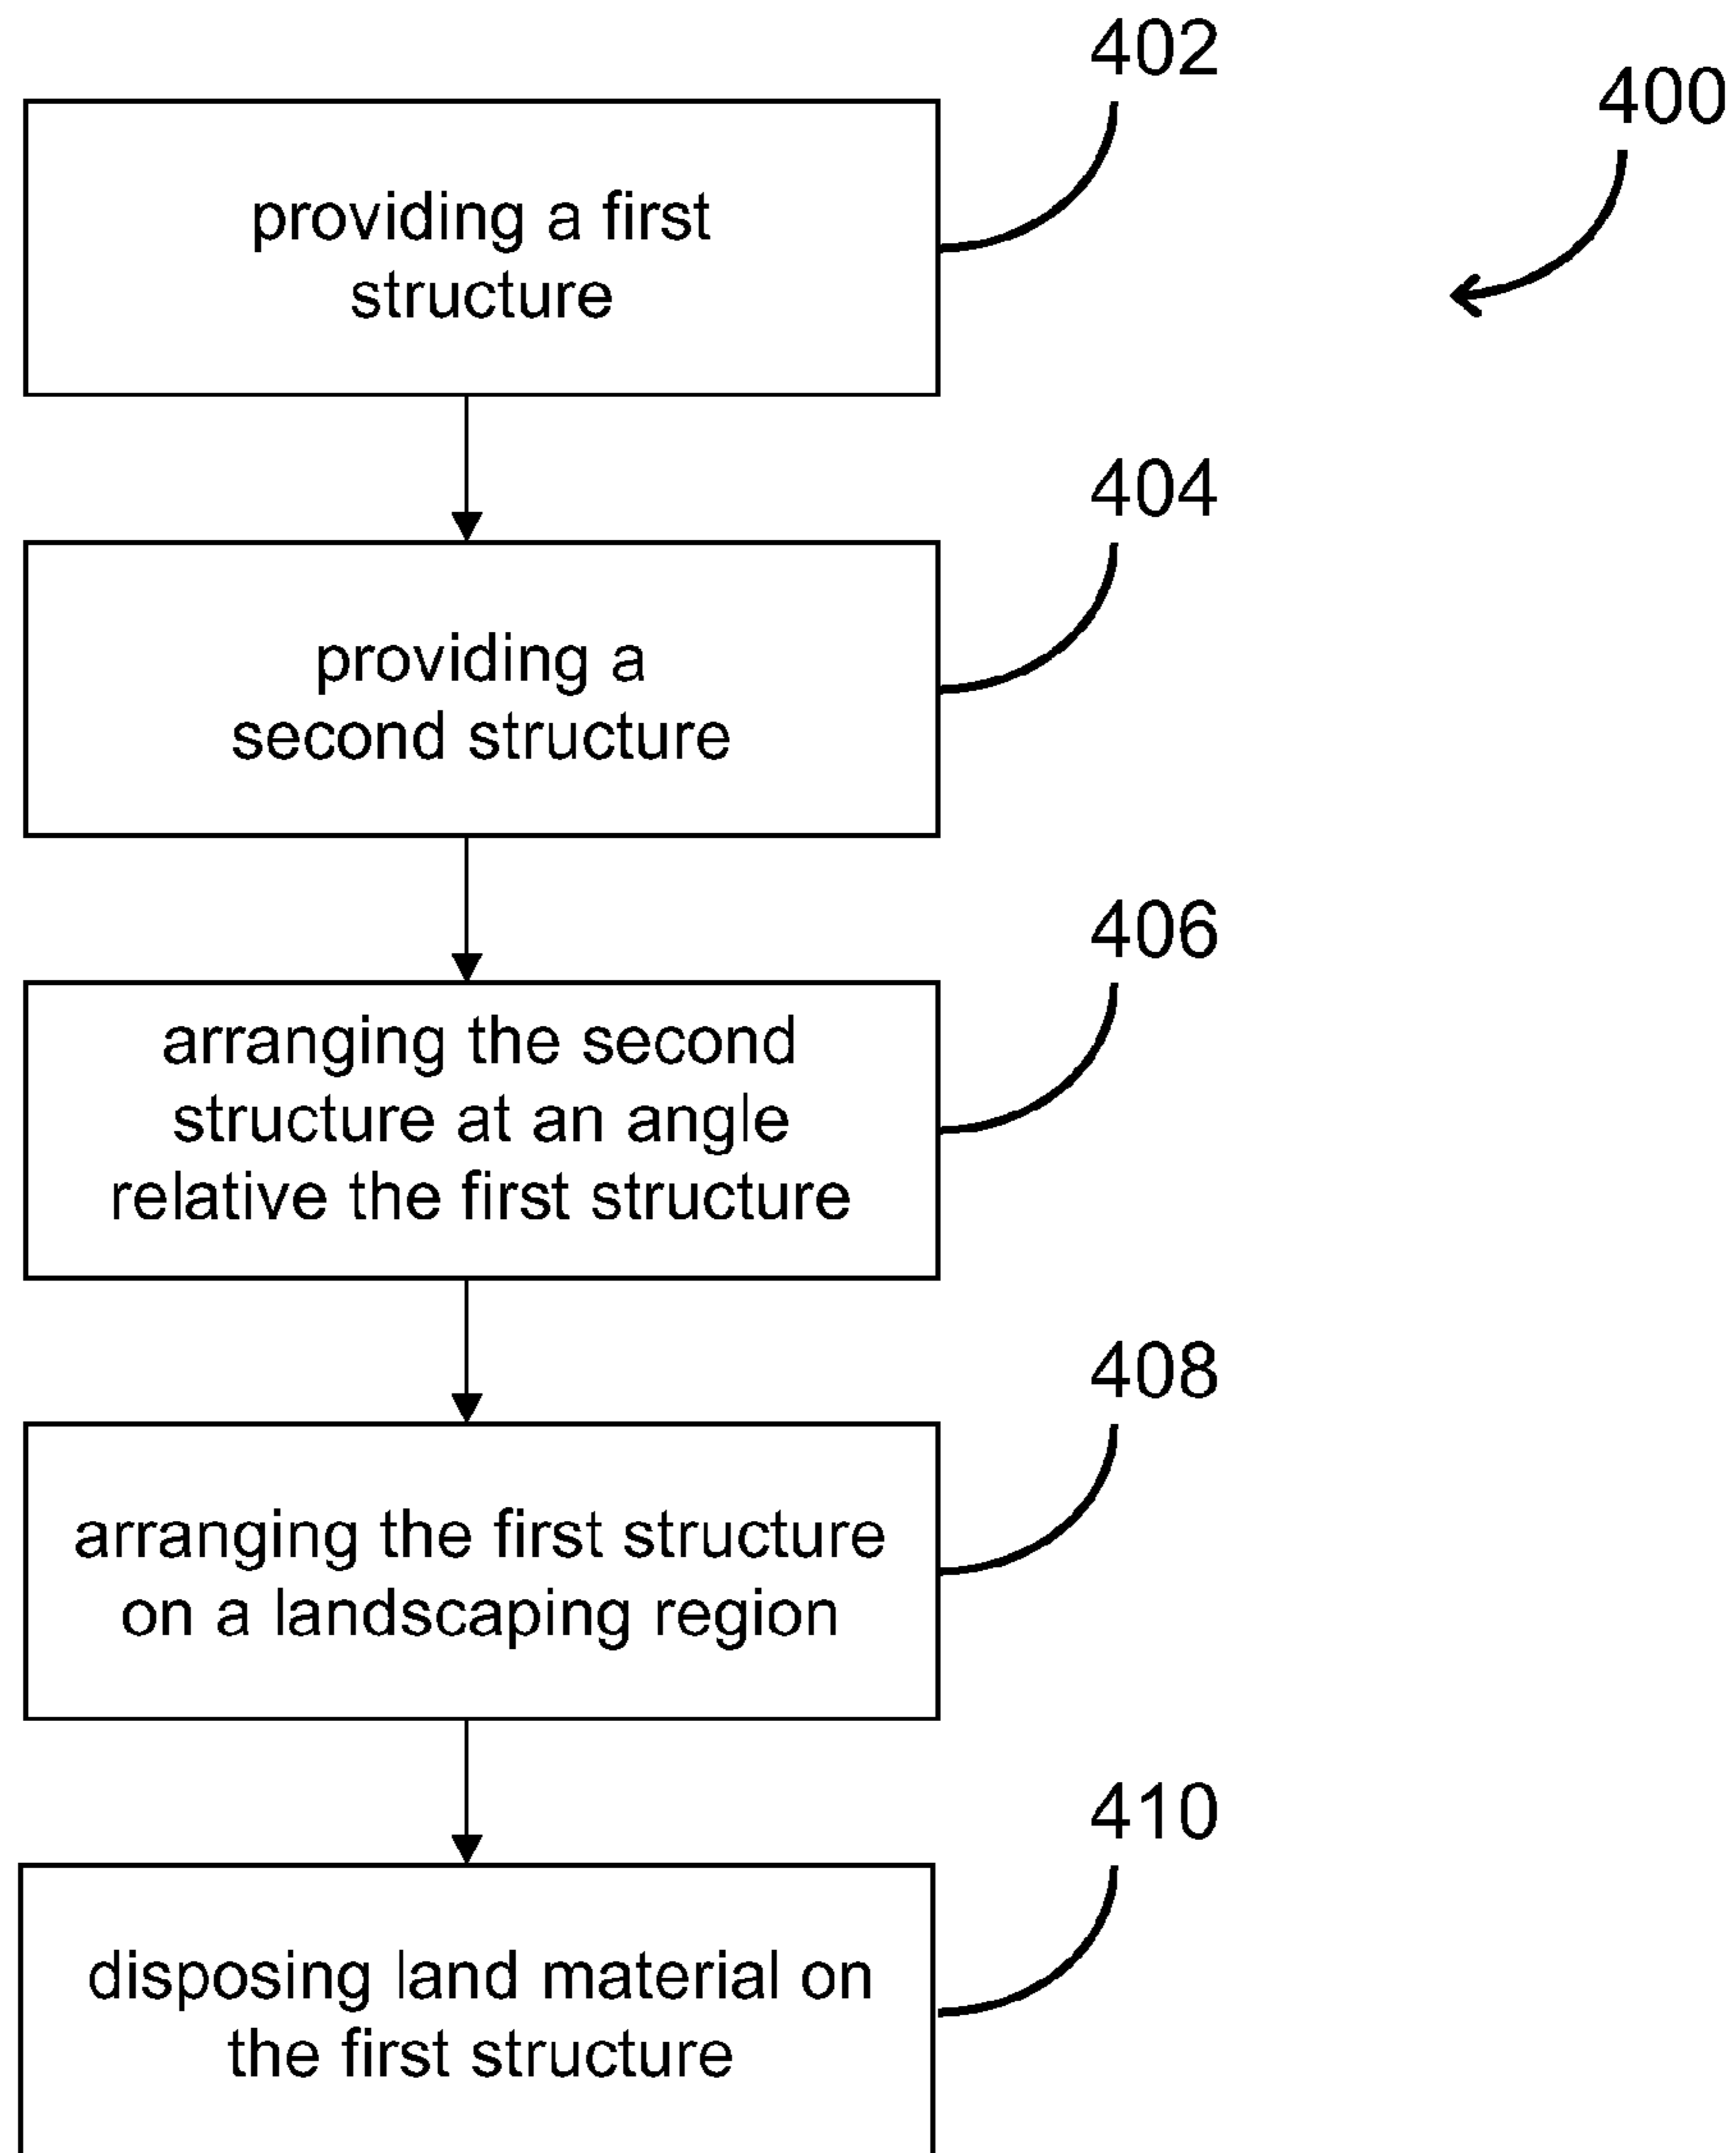 402
400
providing a first
structure
404
providing a
second structure
406
arranging the second
structure at an angle
relative the first structure
408
arranging the first structure
on a landscaping region
410
disposing land material on
the first structure